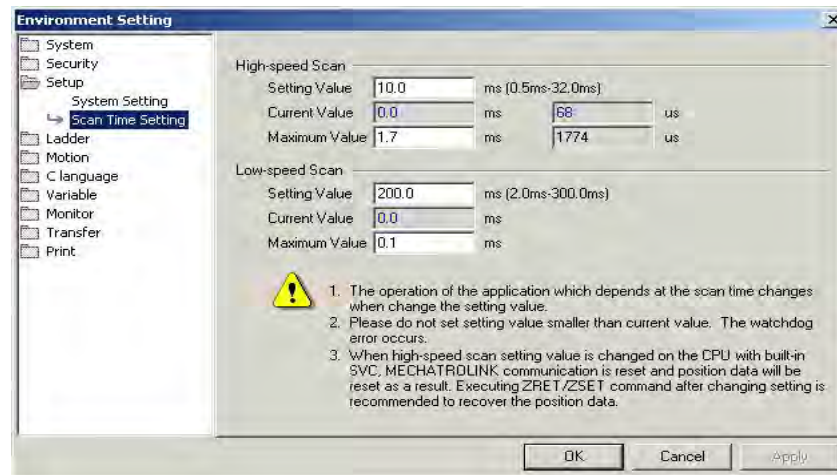 Environment Setting
System
Security
Setup
System Setting
Scan Time Setting
Ladder
Motion
C language
Variable
Monitor
Transfer
Print
High-speed Scan
Setting Value 10.0 ms (0.5ms-32.0ms)
Current Value 0.0 ms 68 us
Maximum Value 1.7 ms 1774 us
Low-speed Scan
Setting Value 200.0 ms (2.0ms-300.0ms)
Current Value 0.0 ms
Maximum Value 0.1 ms
1. The operation of the application which depends at the scan time changes
when change the setting value.
2. Please do not set setting value smaller than current value. The watchdog
error occurs.
3. When high-speed scan setting value is changed on the CPU with built-in
SVC, MECHATROLINK communication is reset and position data will be
reset as a result. Executing ZRET/ZSET command after changing setting is
recommended to recover the position data.
OK Cancel Apply